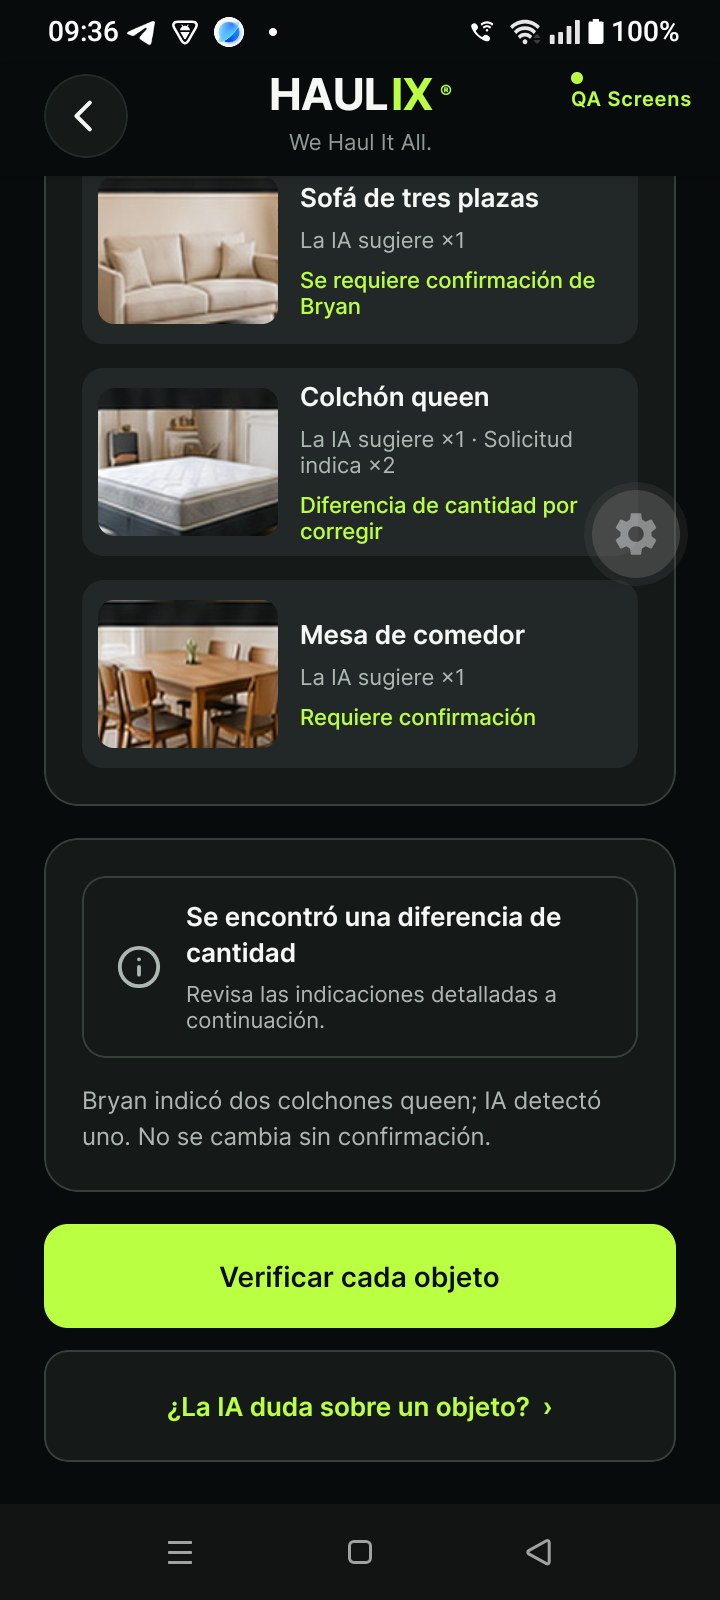 09:36
100%
HAULIX ®
We Haul It All.
QA Screens
Sofá de tres plazas
La IA sugiere ×1
Se requiere confirmación de
Bryan
Colchón queen
La IA sugiere ×1 · Solicitud
indica ×2
Diferencia de cantidad por
corregir
Mesa de comedor
La IA sugiere ×1
Requiere confirmación
Se encontró una diferencia de
cantidad
Revisa las indicaciones detalladas a
continuación.
Bryan indicó dos colchones queen; IA detectó
uno. No se cambia sin confirmación.
Verificar cada objeto
¿La IA duda sobre un objeto? ›